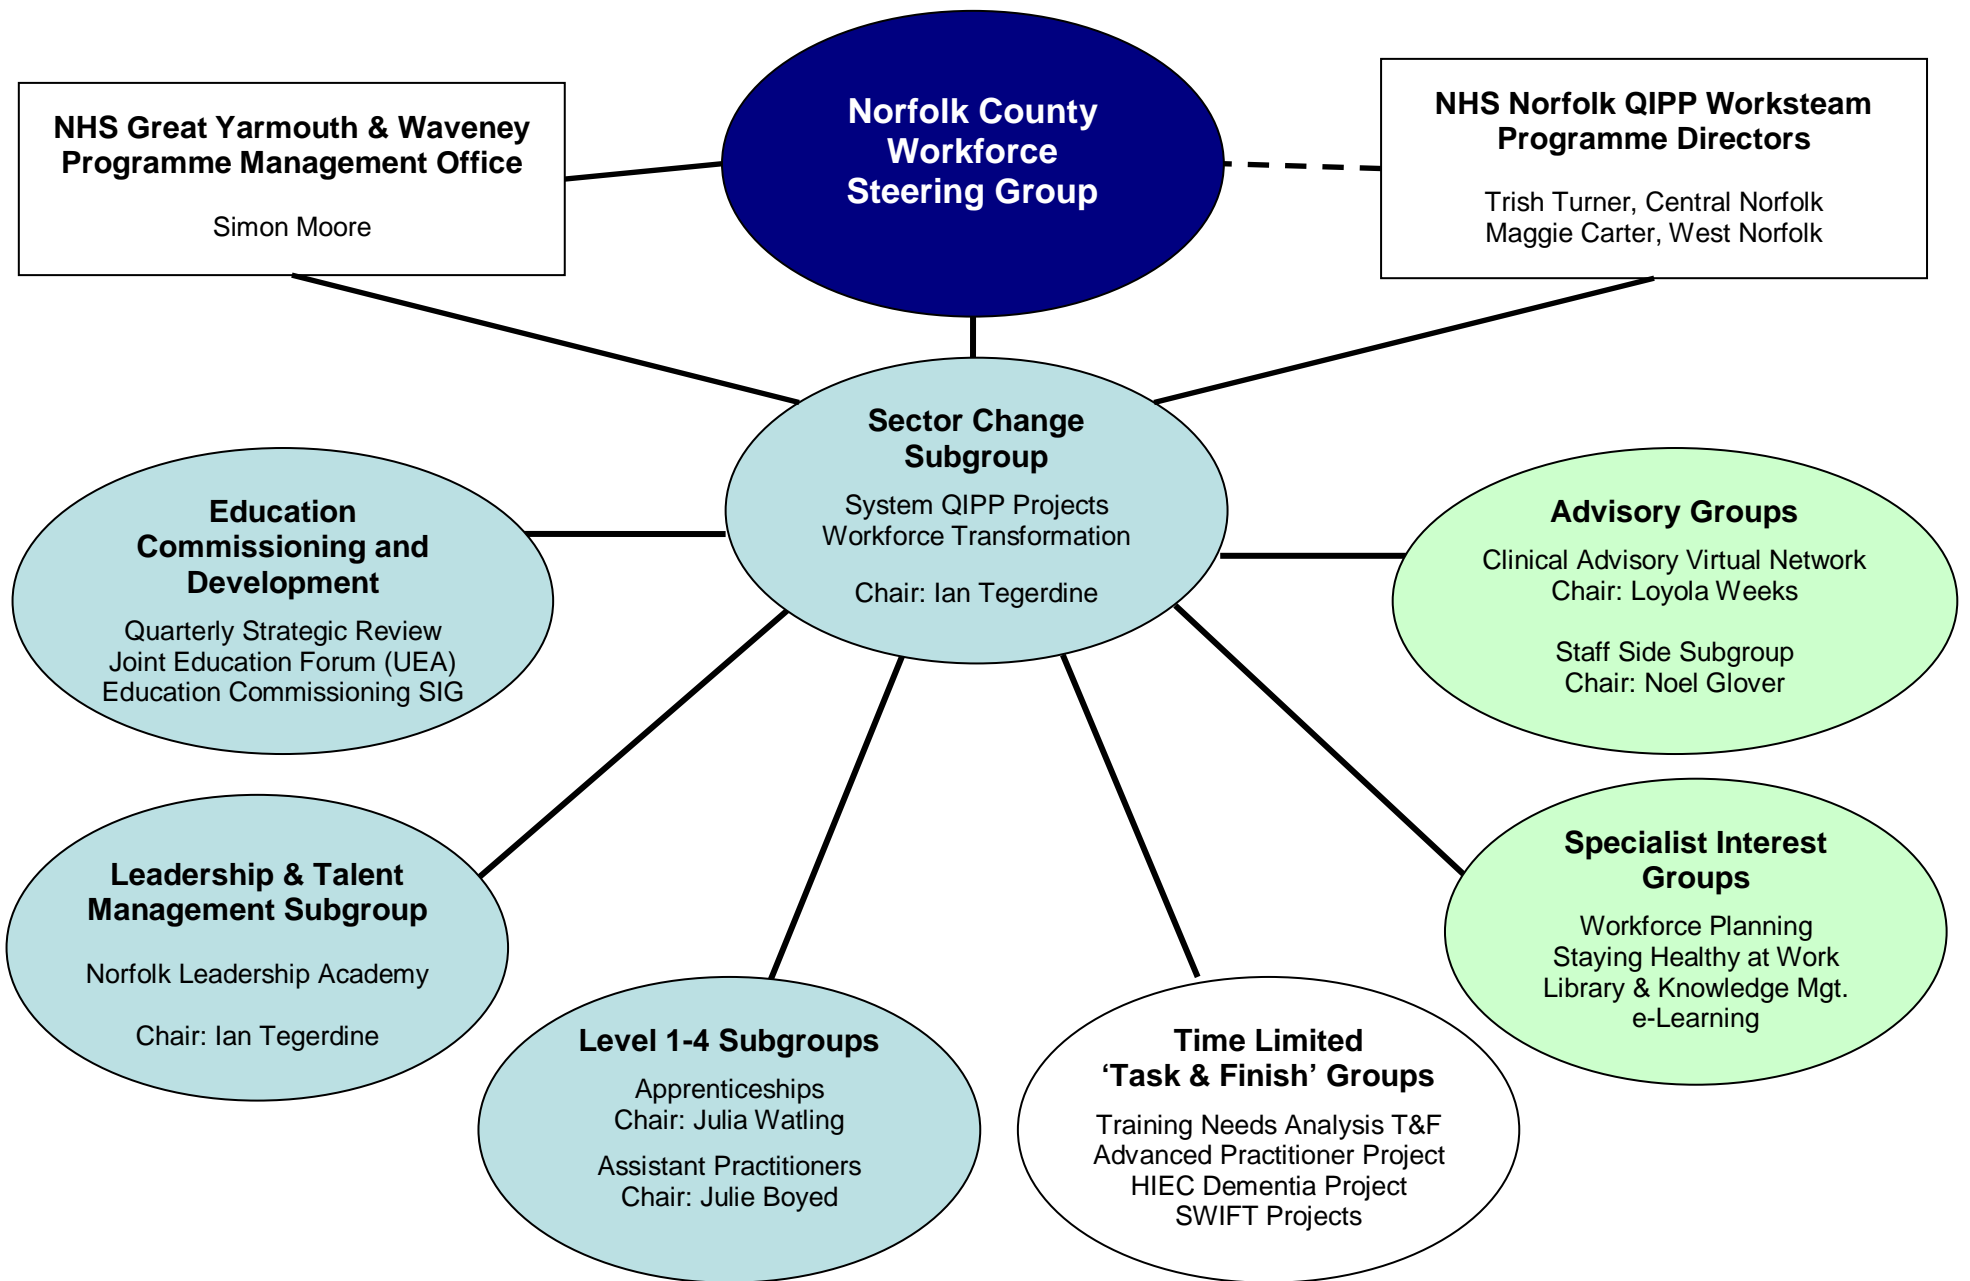 NHS Great Yarmouth & Waveney
Programme Management Office
Simon Moore
Norfolk County
Workforce
Steering Group
NHS Norfolk QIPP Worksteam
Programme Directors
Trish Turner, Central Norfolk
Maggie Carter, West Norfolk
Sector Change
Subgroup
System QIPP Projects
Workforce Transformation
Chair: Ian Tegerdine
Education
Commissioning and
Development
Quarterly Strategic Review
Joint Education Forum (UEA)
Education Commissioning SIG
Advisory Groups
Clinical Advisory Virtual Network
Chair: Loyola Weeks
Staff Side Subgroup
Chair: Noel Glover
Leadership & Talent
Management Subgroup
Norfolk Leadership Academy
Chair: Ian Tegerdine
Specialist Interest
Groups
Workforce Planning
Staying Healthy at Work
Library & Knowledge Mgt.
e-Learning
Level 1-4 Subgroups
Apprenticeships
Chair: Julia Watling
Assistant Practitioners
Chair: Julie Boyed
Time Limited
‘Task & Finish’ Groups
Training Needs Analysis T&F
Advanced Practitioner Project
HIEC Dementia Project
SWIFT Projects